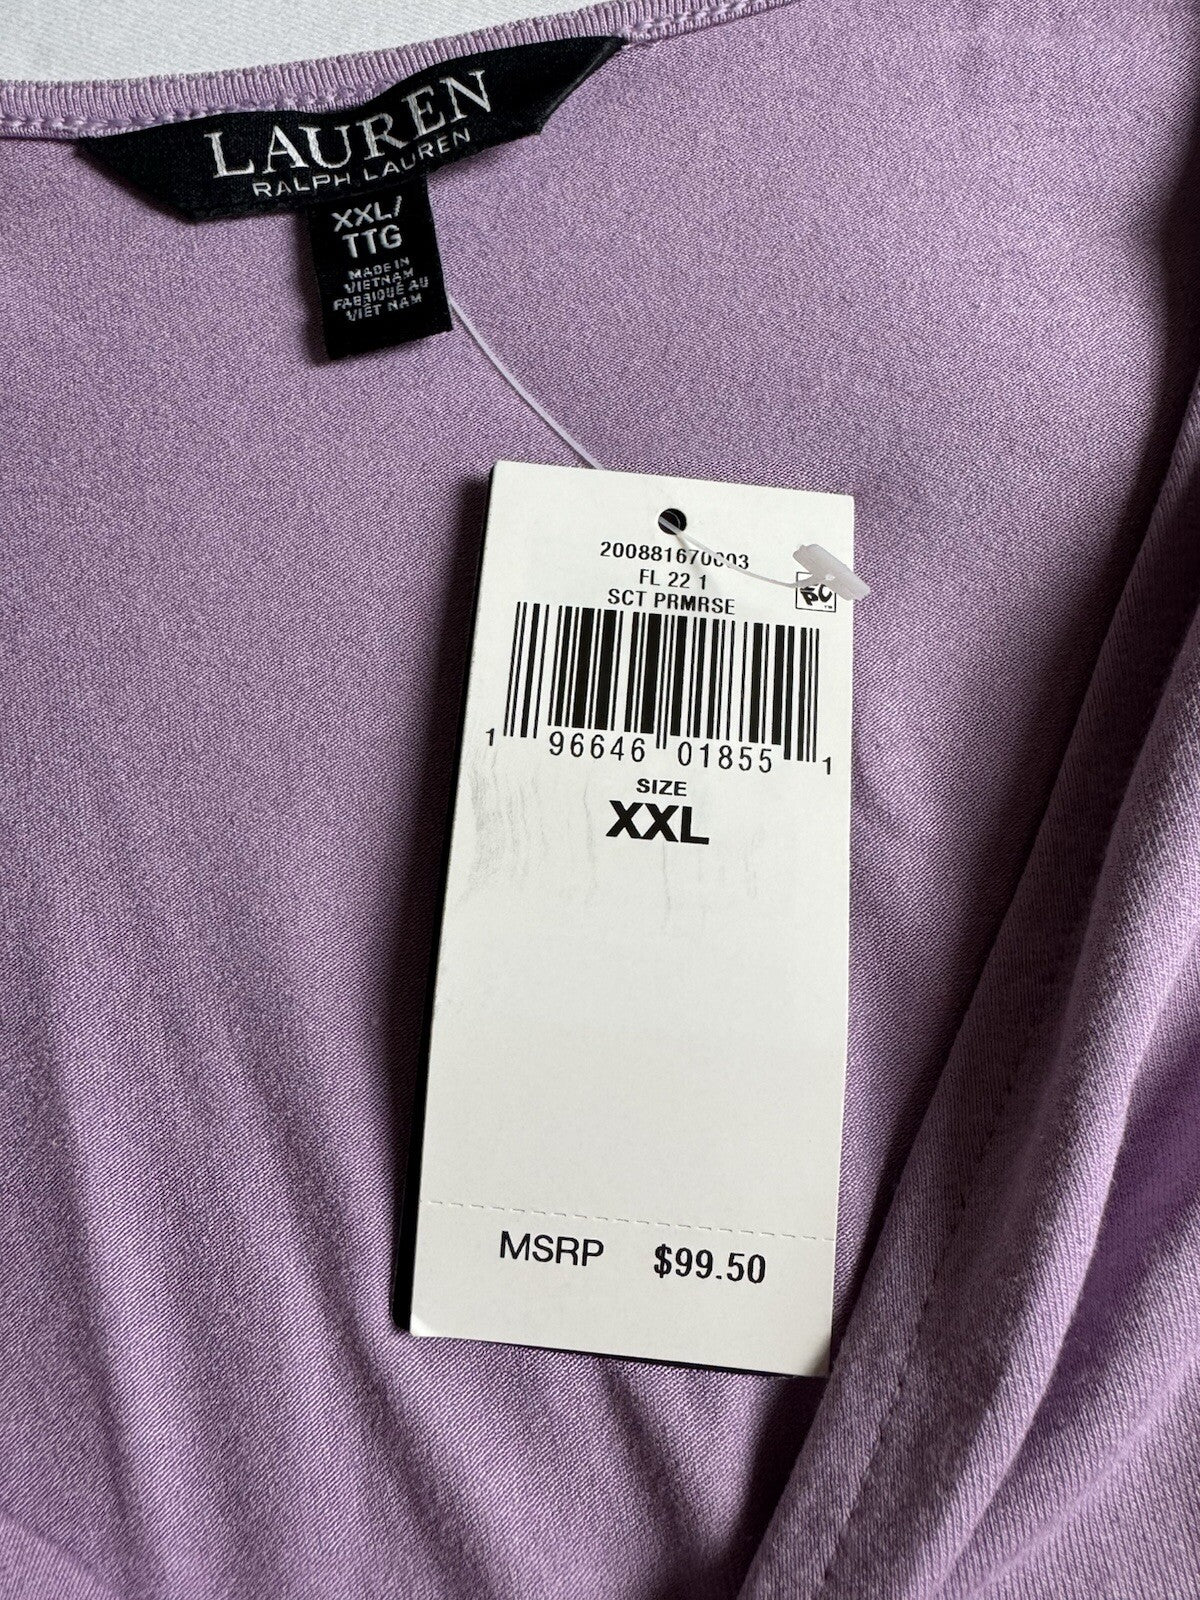 LAUREN
RALPH LAUREN
XXL/
TTG
MADE IN
VIETNAM
FABRIQUÉ AU
VIÊT NAM
200881670003
FL 22 1
SCT PRMRSE
1 96646 01855 1
SIZE
XXL
MSRP $99.50